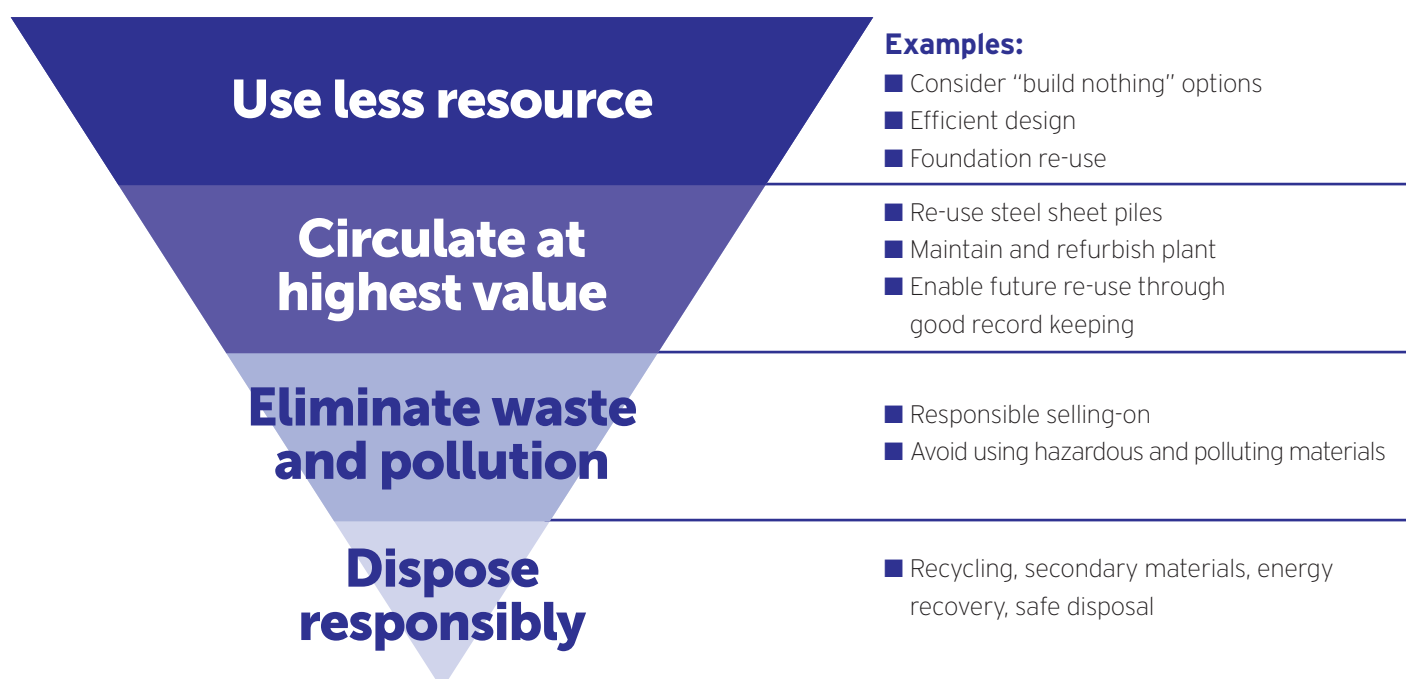 Use less resource
Examples:
Consider “build nothing” options
Efficient design
Foundation re-use
Circulate at
highest value
Re-use steel sheet piles
Maintain and refurbish plant
Enable future re-use through
good record keeping
Eliminate waste
and pollution
Responsible selling-on
Avoid using hazardous and polluting materials
Dispose
responsibly
Recycling, secondary materials, energy
recovery, safe disposal